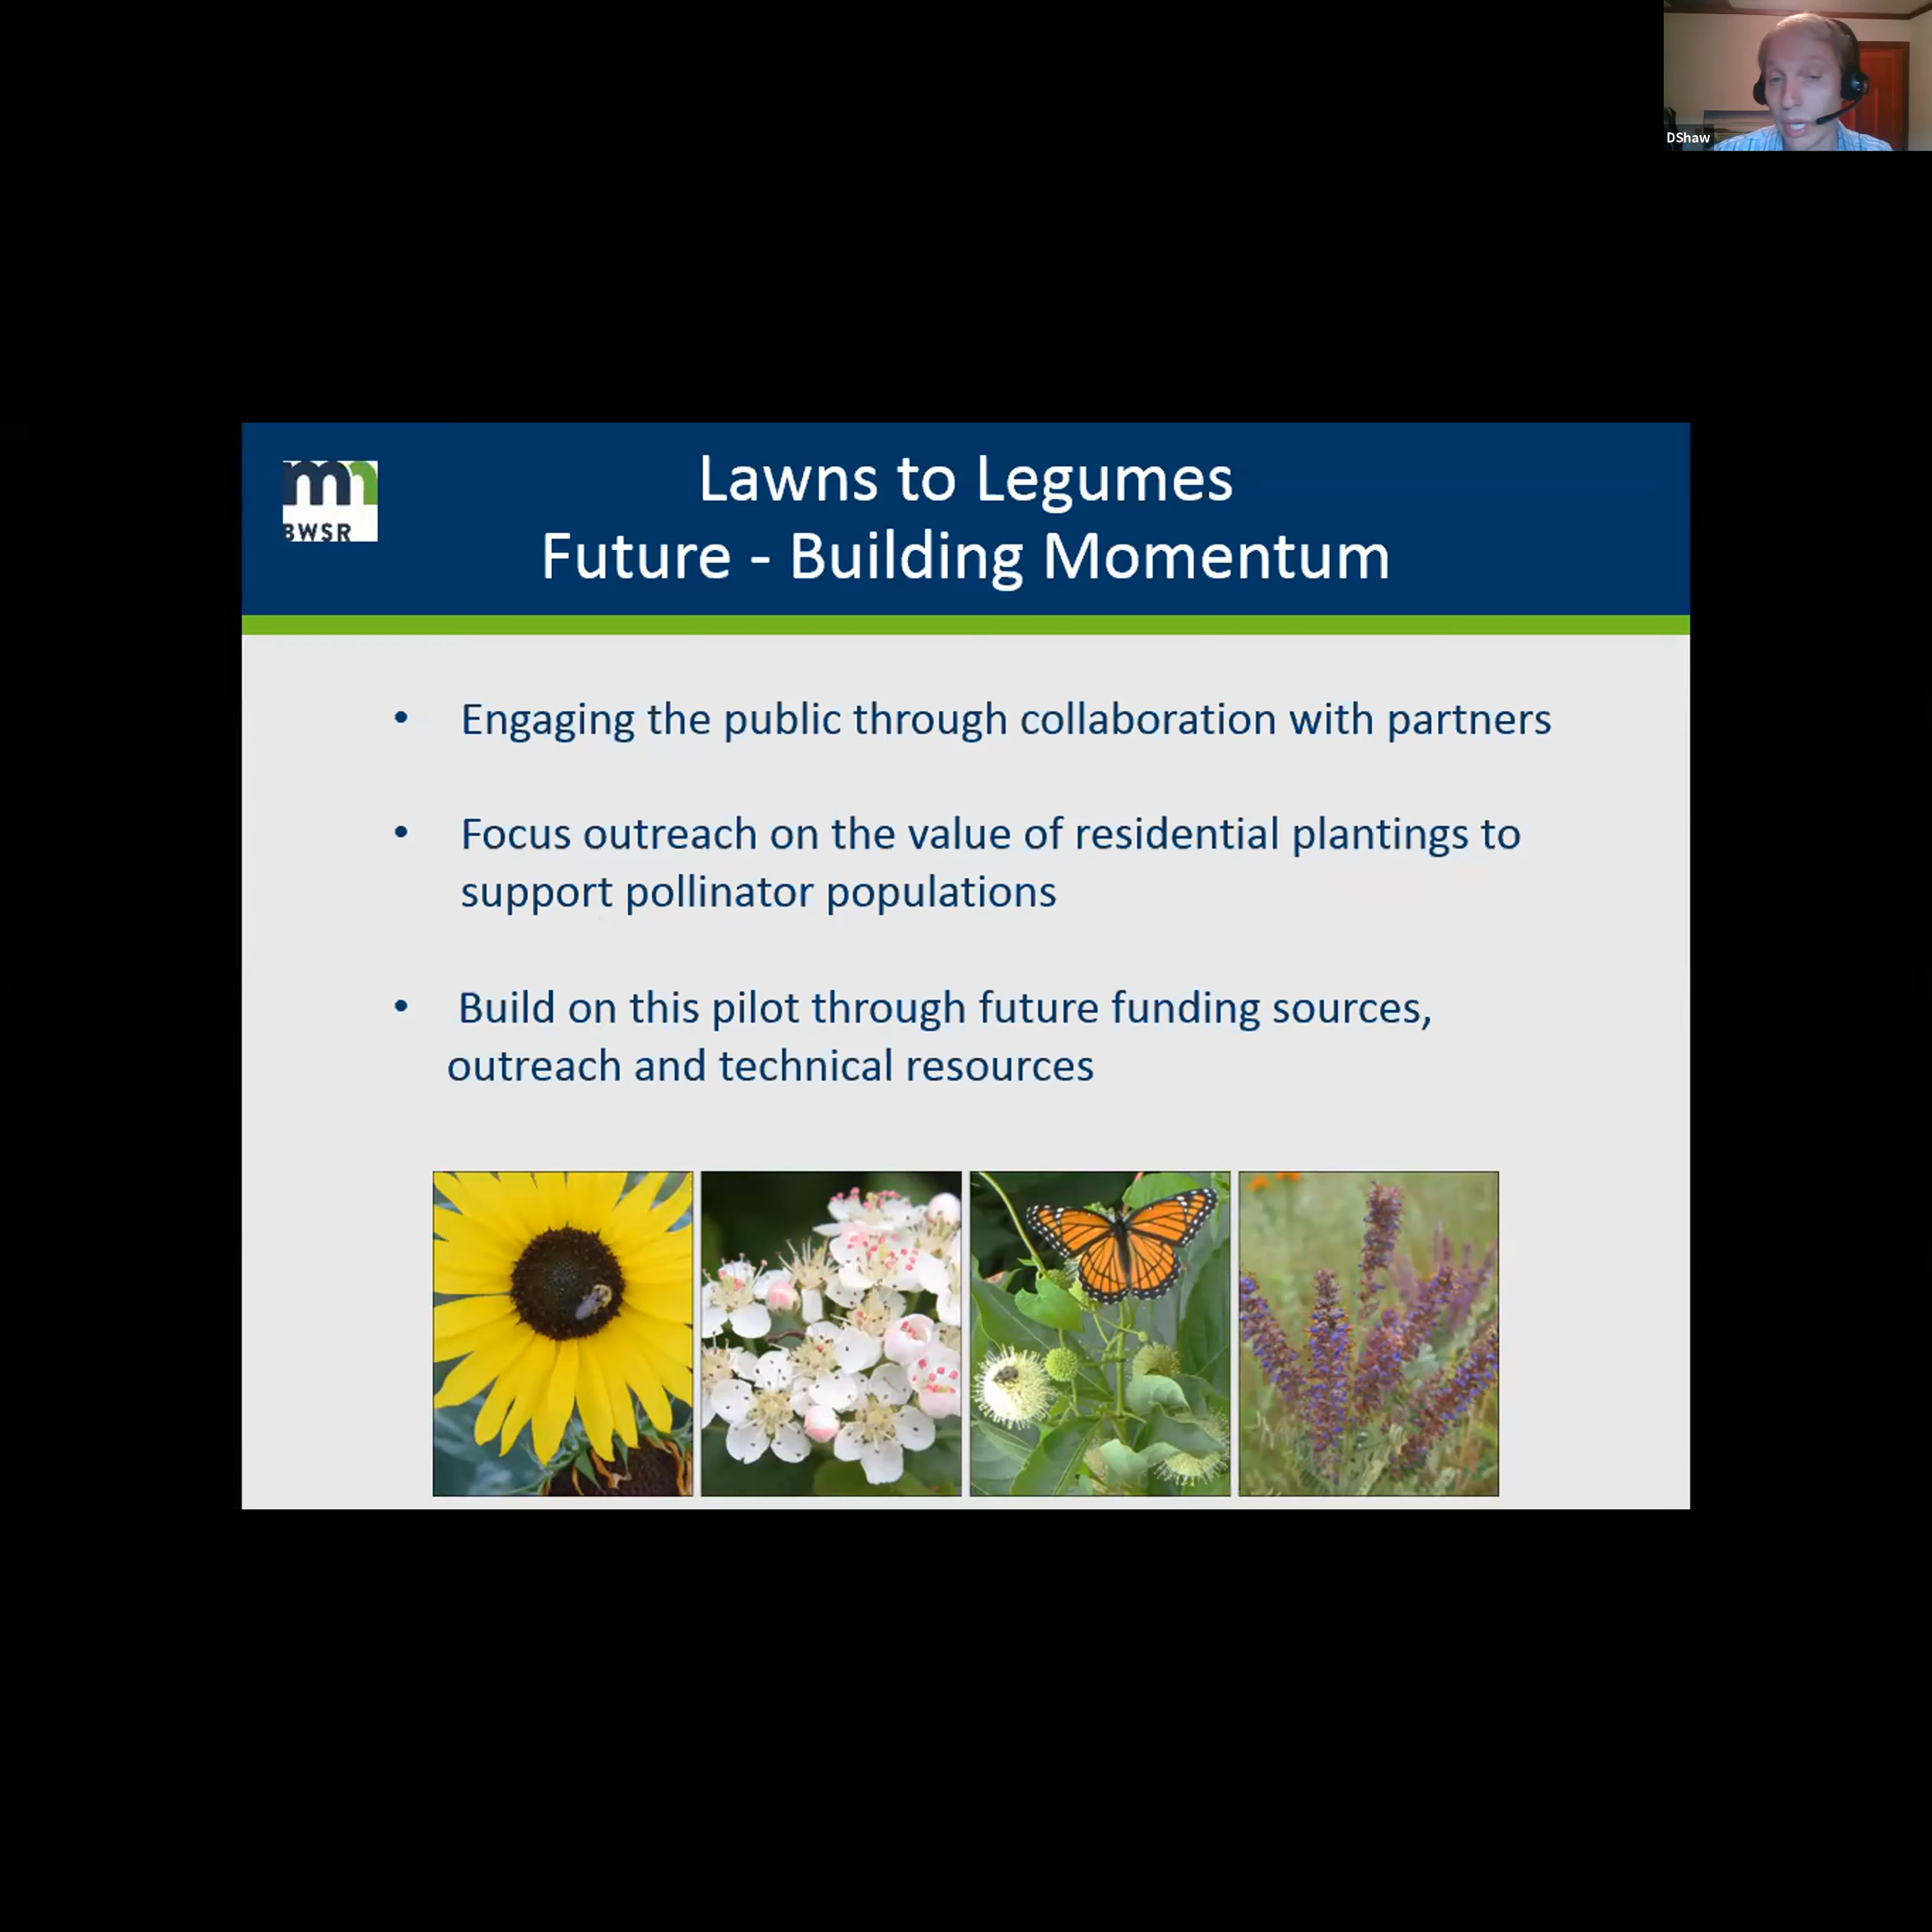 DShaw
mn
BWSR
Lawns to Legumes
Future - Building Momentum
• Engaging the public through collaboration with partners
• Focus outreach on the value of residential plantings to
support pollinator populations
• Build on this pilot through future funding sources,
outreach and technical resources